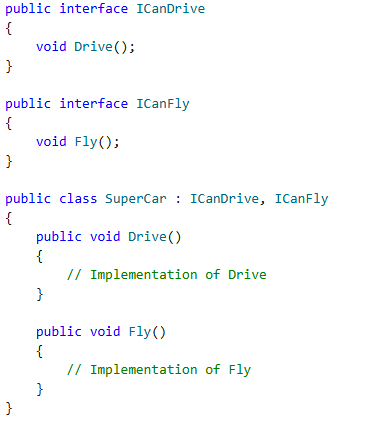 public interface ICanDrive
{
    void Drive();
}

public interface ICanFly
{
    void Fly();
}

public class SuperCar : ICanDrive, ICanFly
{
    public void Drive()
    {
        // Implementation of Drive
    }

    public void Fly()
    {
        // Implementation of Fly
    }
}